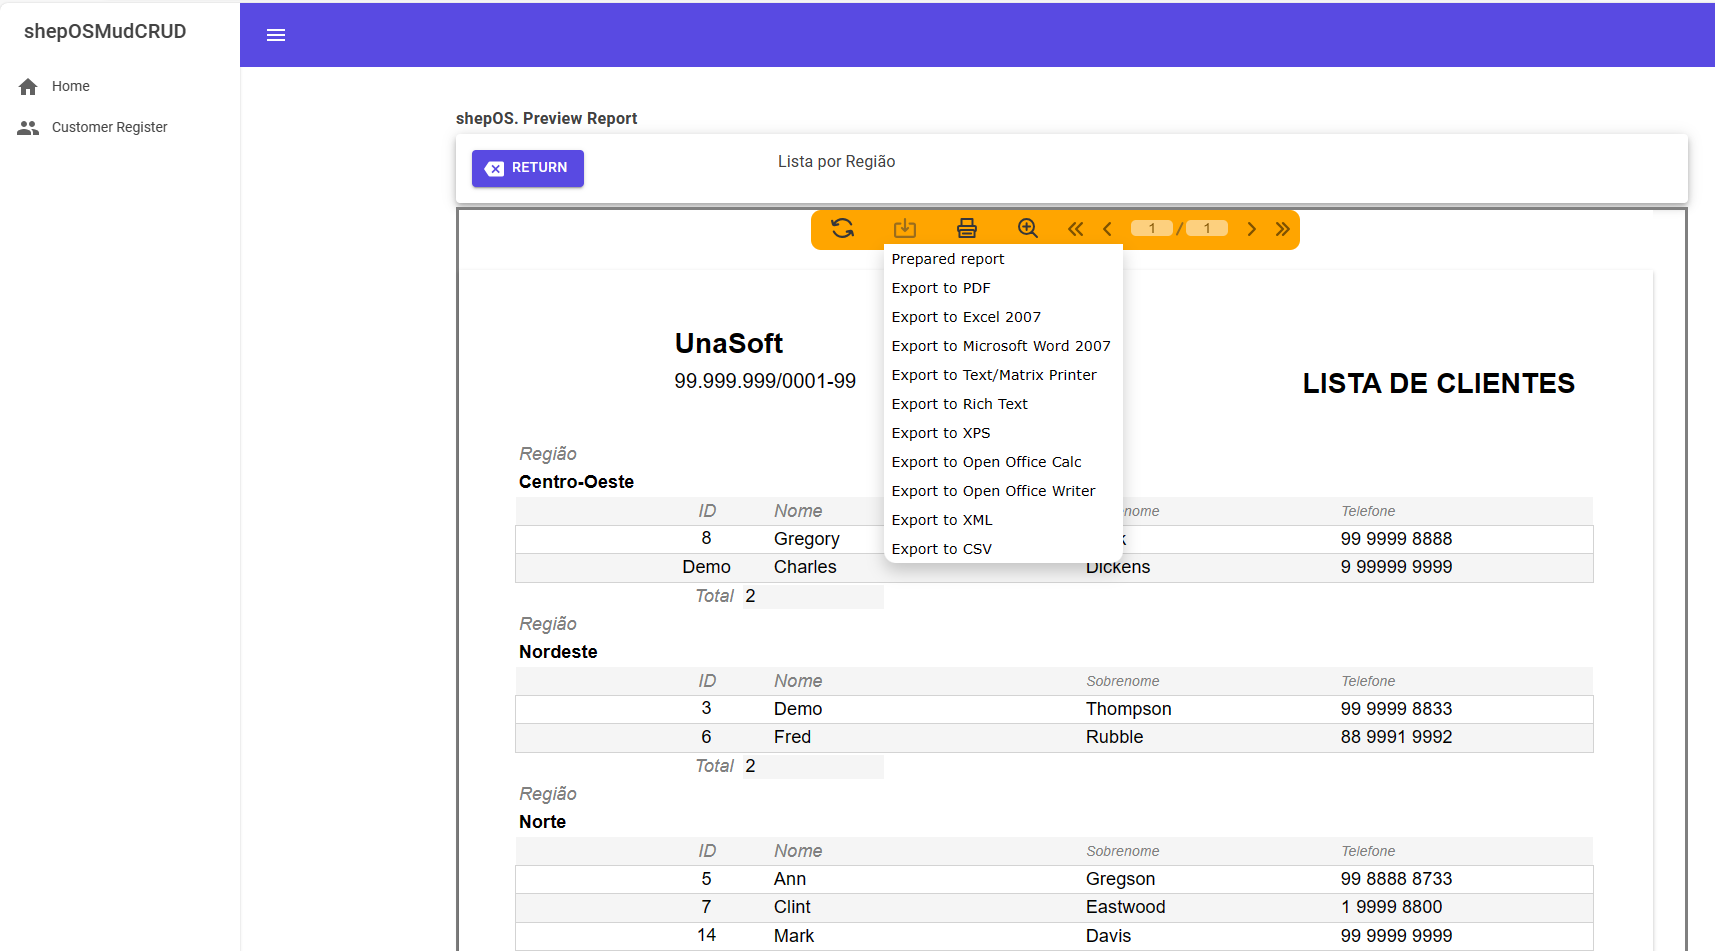 shepOSMudCRUD
Home
Customer Register
shepOS. Preview Report
RETURN
Lista por Região
1 / 1
Prepared report
Export to PDF
Export to Excel 2007
Export to Microsoft Word 2007
Export to Text/Matrix Printer
Export to Rich Text
Export to XPS
Export to Open Office Calc
Export to Open Office Writer
Export to XML
Export to CSV
UnaSoft
99.999.999/0001-99
LISTA DE CLIENTES
Região
Centro-Oeste
ID Nome Telefone
8 Gregory 99 9999 8888
Demo Charles Dickens 9 99999 9999
Total 2
Região
Nordeste
ID Nome Sobrenome Telefone
3 Demo Thompson 99 9999 8833
6 Fred Rubble 88 9991 9992
Total 2
Região
Norte
ID Nome Sobrenome Telefone
5 Ann Gregson 99 8888 8733
7 Clint Eastwood 1 9999 8800
14 Mark Davis 99 9999 9999